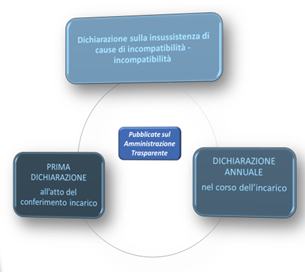 Dichiarazione sulla insussistenza di
cause di incompatibilità -
incompatibilità
Pubblicate sul
Amministrazione
Trasparente
PRIMA
DICHIARAZIONE
all'atto del
conferimento incarico
DICHIARAZIONE
ANNUALE
nel corso dell'incarico